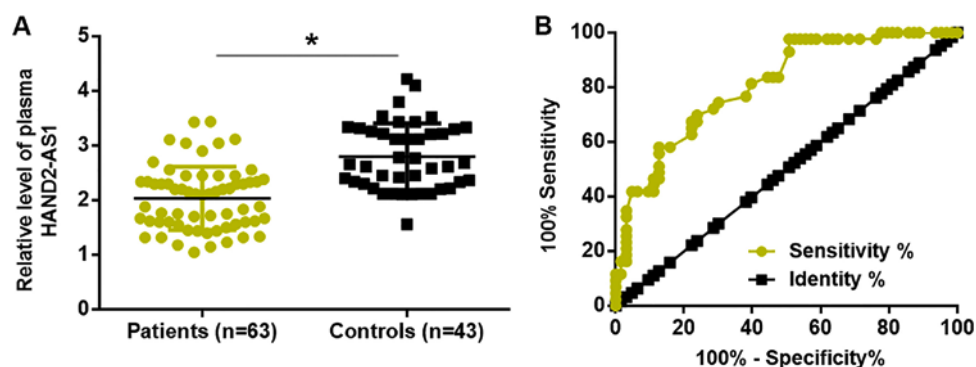 A
Relative level of plasma
HAND2-AS1
5
4
3
2
1
0
*
Patients (n=63)
Controls (n=43)
B
100% Sensitivity
100
80
60
40
20
0
Sensitivity %
Identity %
0
20
40
60
80
100
100% - Specificity%